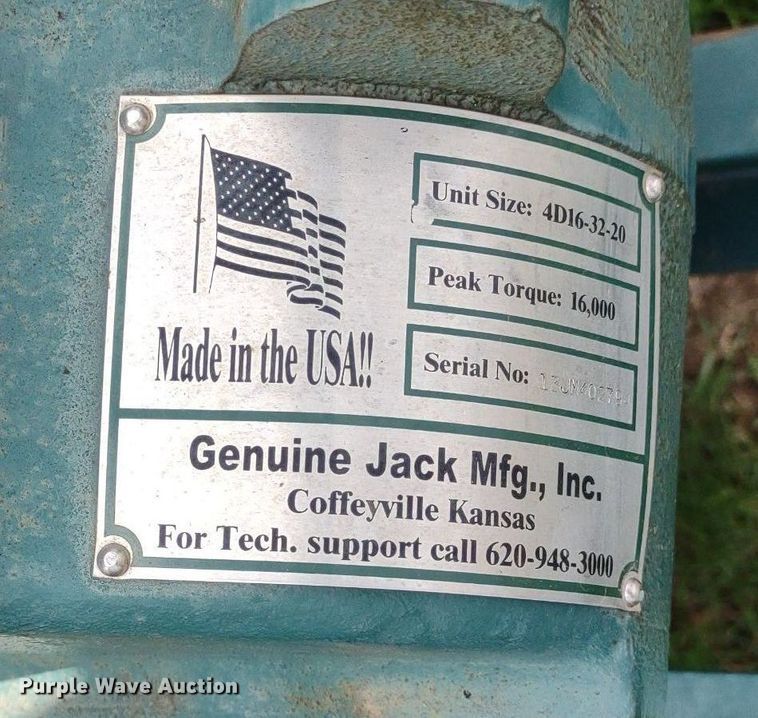 Made in the USA!!
Unit Size: 4D16-32-20
Peak Torque: 16,000
Serial No:
Genuine Jack Mfg., Inc.
Coffeyville Kansas
For Tech. support call 620-948-3000
Purple Wave Auction